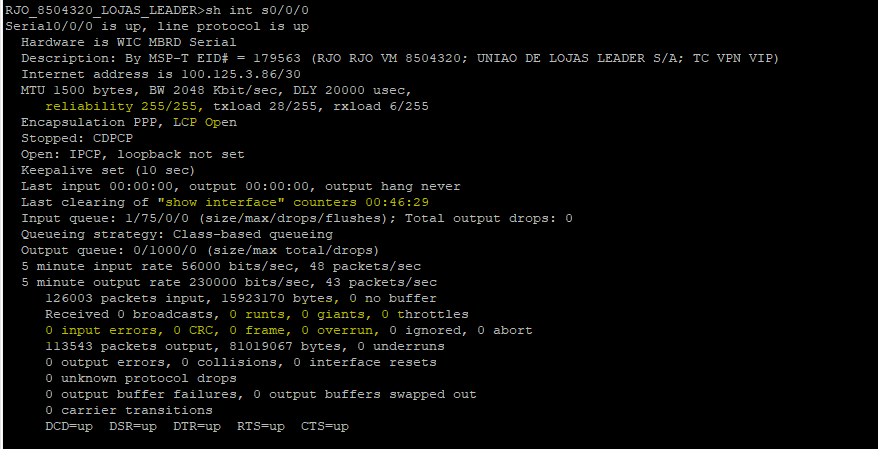 RJO_8504320_LOJAS_LEADER>sh int s0/0/0
Serial0/0/0 is up, line protocol is up
Hardware is WIC MBRD Serial
Description: By MSP-T EID# = 179563 (RJO RJO VM 8504320; UNIAO DE LOJAS LEADER S/A; TC VPN VIP)
Internet address is 100.125.3.86/30
MTU 1500 bytes, BW 2048 Kbit/sec, DLY 20000 usec,
reliability 255/255, txload 28/255, rxload 6/255
Encapsulation PPP, LCP Open
Stopped: CDPCP
Open: IPCP, loopback not set
Keepalive set (10 sec)
Last input 00:00:00, output 00:00:00, output hang never
Last clearing of "show interface" counters 00:46:29
Input queue: 1/75/0/0 (size/max/drops/flushes); Total output drops: 0
Queueing strategy: Class-based queueing
Output queue: 0/1000/0 (size/max total/drops)
5 minute input rate 56000 bits/sec, 48 packets/sec
5 minute output rate 230000 bits/sec, 43 packets/sec
126003 packets input, 15923170 bytes, 0 no buffer
Received 0 broadcasts, 0 runts, 0 giants, 0 throttles
0 input errors, 0 CRC, 0 frame, 0 overrun, 0 ignored, 0 abort
113543 packets output, 81019067 bytes, 0 underruns
0 output errors, 0 collisions, 0 interface resets
0 unknown protocol drops
0 output buffer failures, 0 output buffers swapped out
0 carrier transitions
DCD=up DSR=up DTR=up RTS=up CTS=up